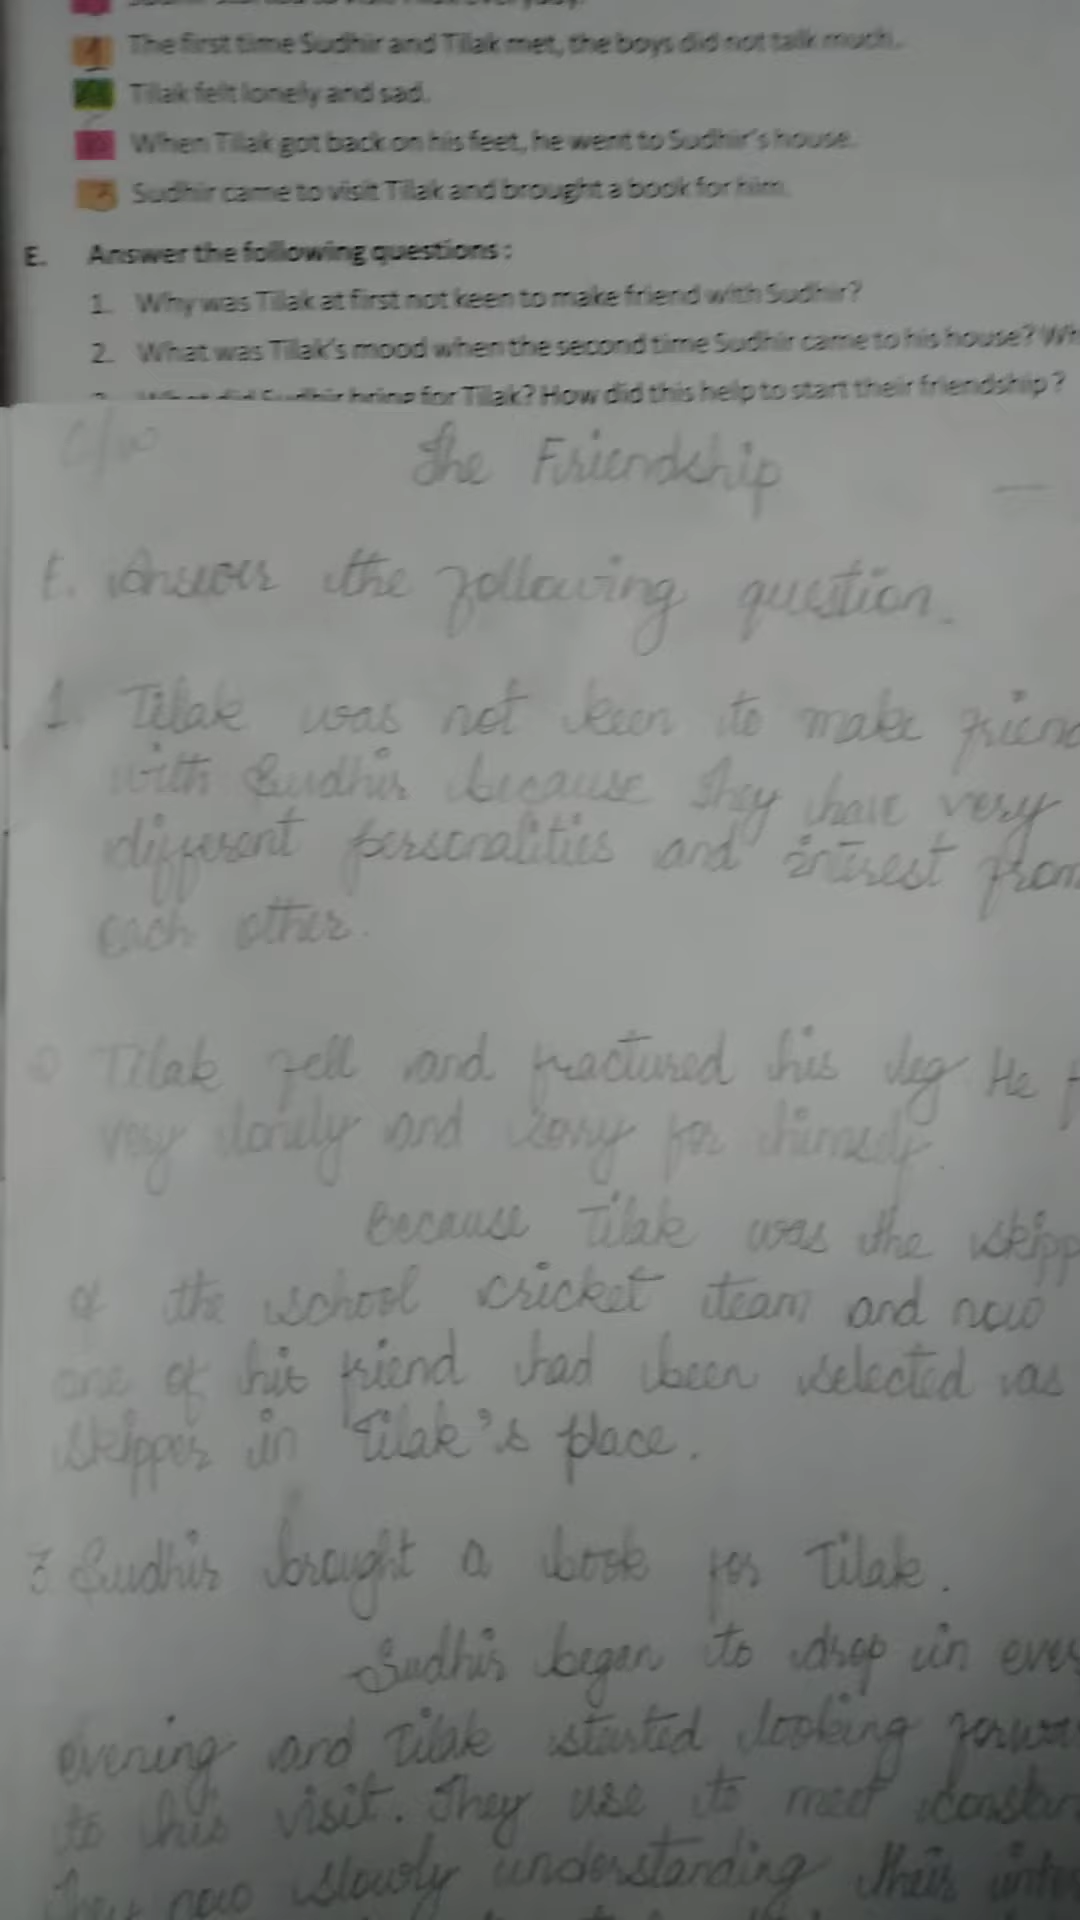 The first time Sudhir and Tilak met, the boys did not talk much.
Tilak felt lonely and sad.
When Tilak got back on his feet, he went to Sudhir's house.
Sudhir came to visit Tilak and brought a book for him.
E. Answer the following questions :
1. Why was Tilak at first not keen to make friend with Sudhir?
2. What was Tilak's mood when the second time Sudhir came to his house?
What did Sudhir bring for Tilak? How did this help to start their friendship ?
C/W
The Friendship
E. Answer the following question.
1. Tilak was not keen to make
with Sudhir because They have very
different personalities and interest from
each other.
Tilak fell and fractured his leg He
very lonely and sorry for himself.
Because Tilak was the
of the school cricket team and now
one of his friend had been selected as
skipper in Tilak's place.
3. Sudhir brought a book for Tilak.
Sudhir began to drop in
evening and Tilak started looking
to his visit. They use to meet
They now slowly understanding their